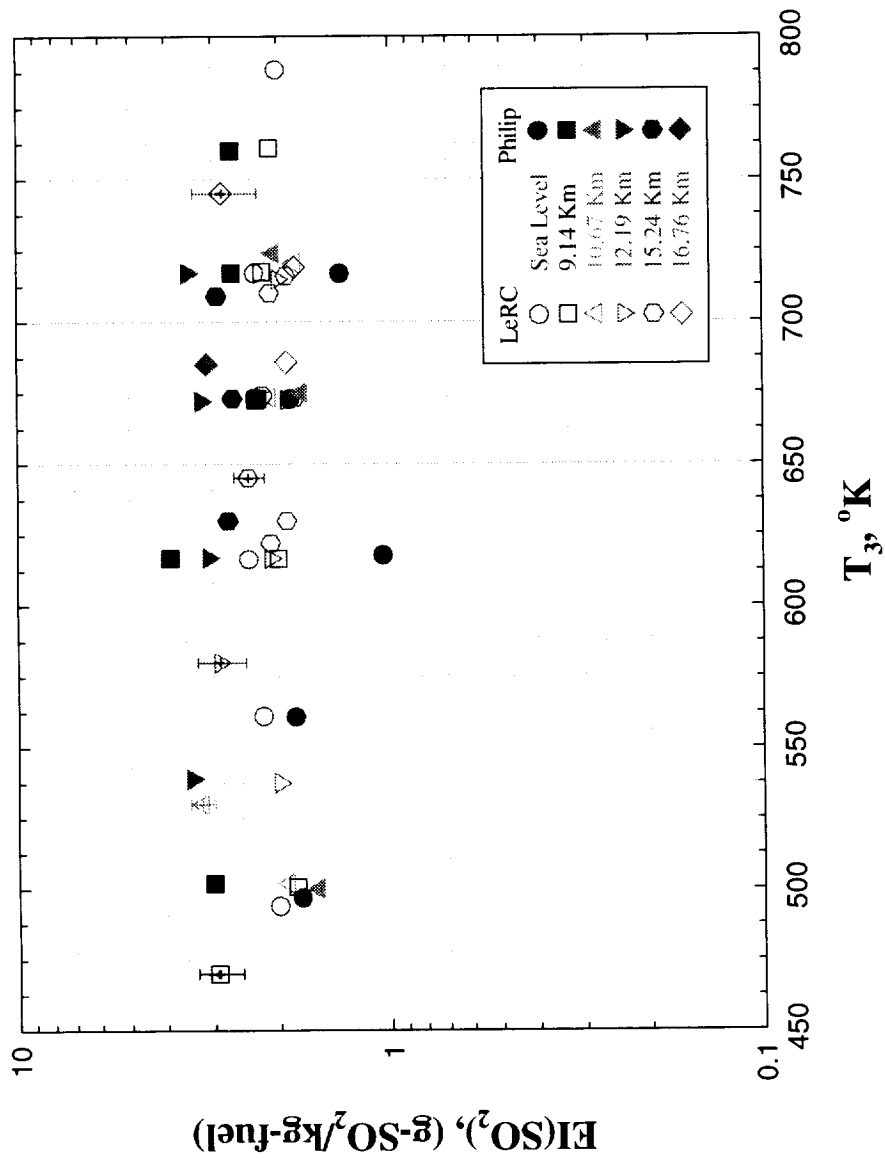 EI(SO2), (g-SO2/kg-fuel)
10
1
0.1
450
500
550
600
650
700
750
800
T3, °K
LeRC Philip
Sea Level
9.14 Km
10.67 Km
12.19 Km
15.24 Km
16.76 Km